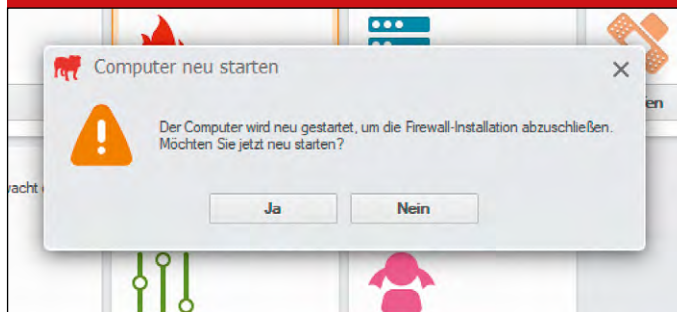 Computer neu starten
Der Computer wird neu gestartet, um die Firewall-Installation abzuschließen.
Möchten Sie jetzt neu starten?
Ja
Nein